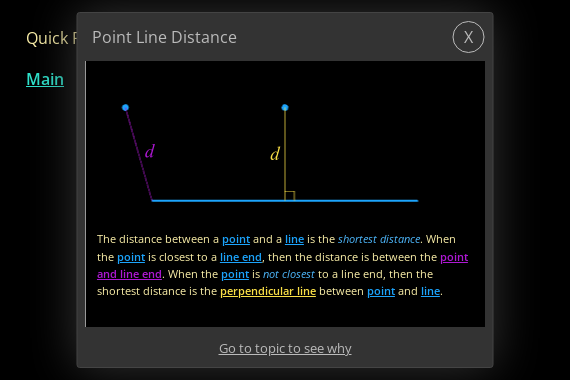 Quick
Point Line Distance
X
Main
d
d
The distance between a point and a line is the shortest distance. When
the point is closest to a line end, then the distance is between the point
and line end. When the point is not closest to a line end, then the
shortest distance is the perpendicular line between point and line.
Go to topic to see why